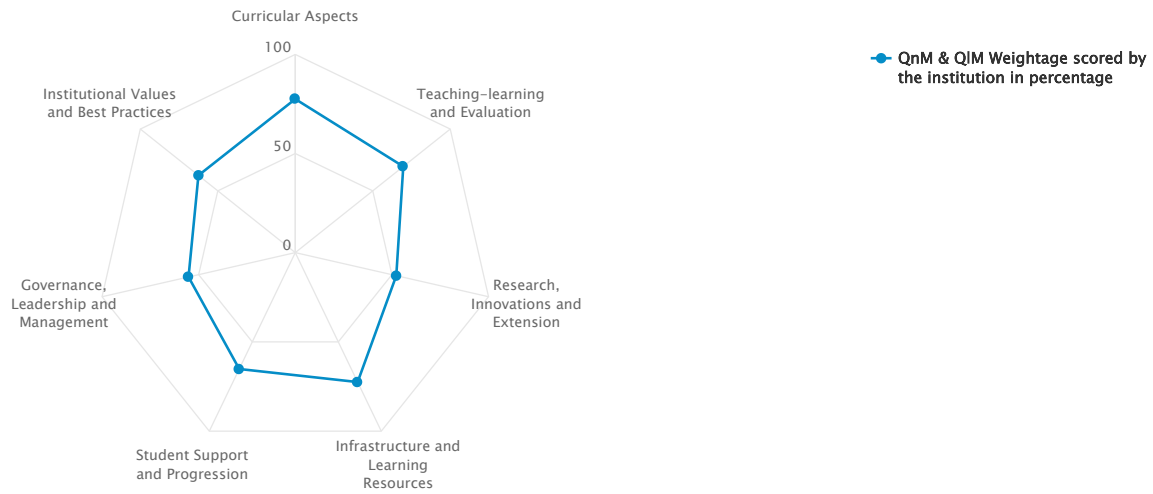 Curricular Aspects
100
50
0
Teaching-learning
and Evaluation
Research,
Innovations and
Extension
Infrastructure and
Learning
Resources
Student Support
and Progression
Governance,
Leadership and
Management
Institutional Values
and Best Practices
QnM & QlM Weightage scored by
the institution in percentage